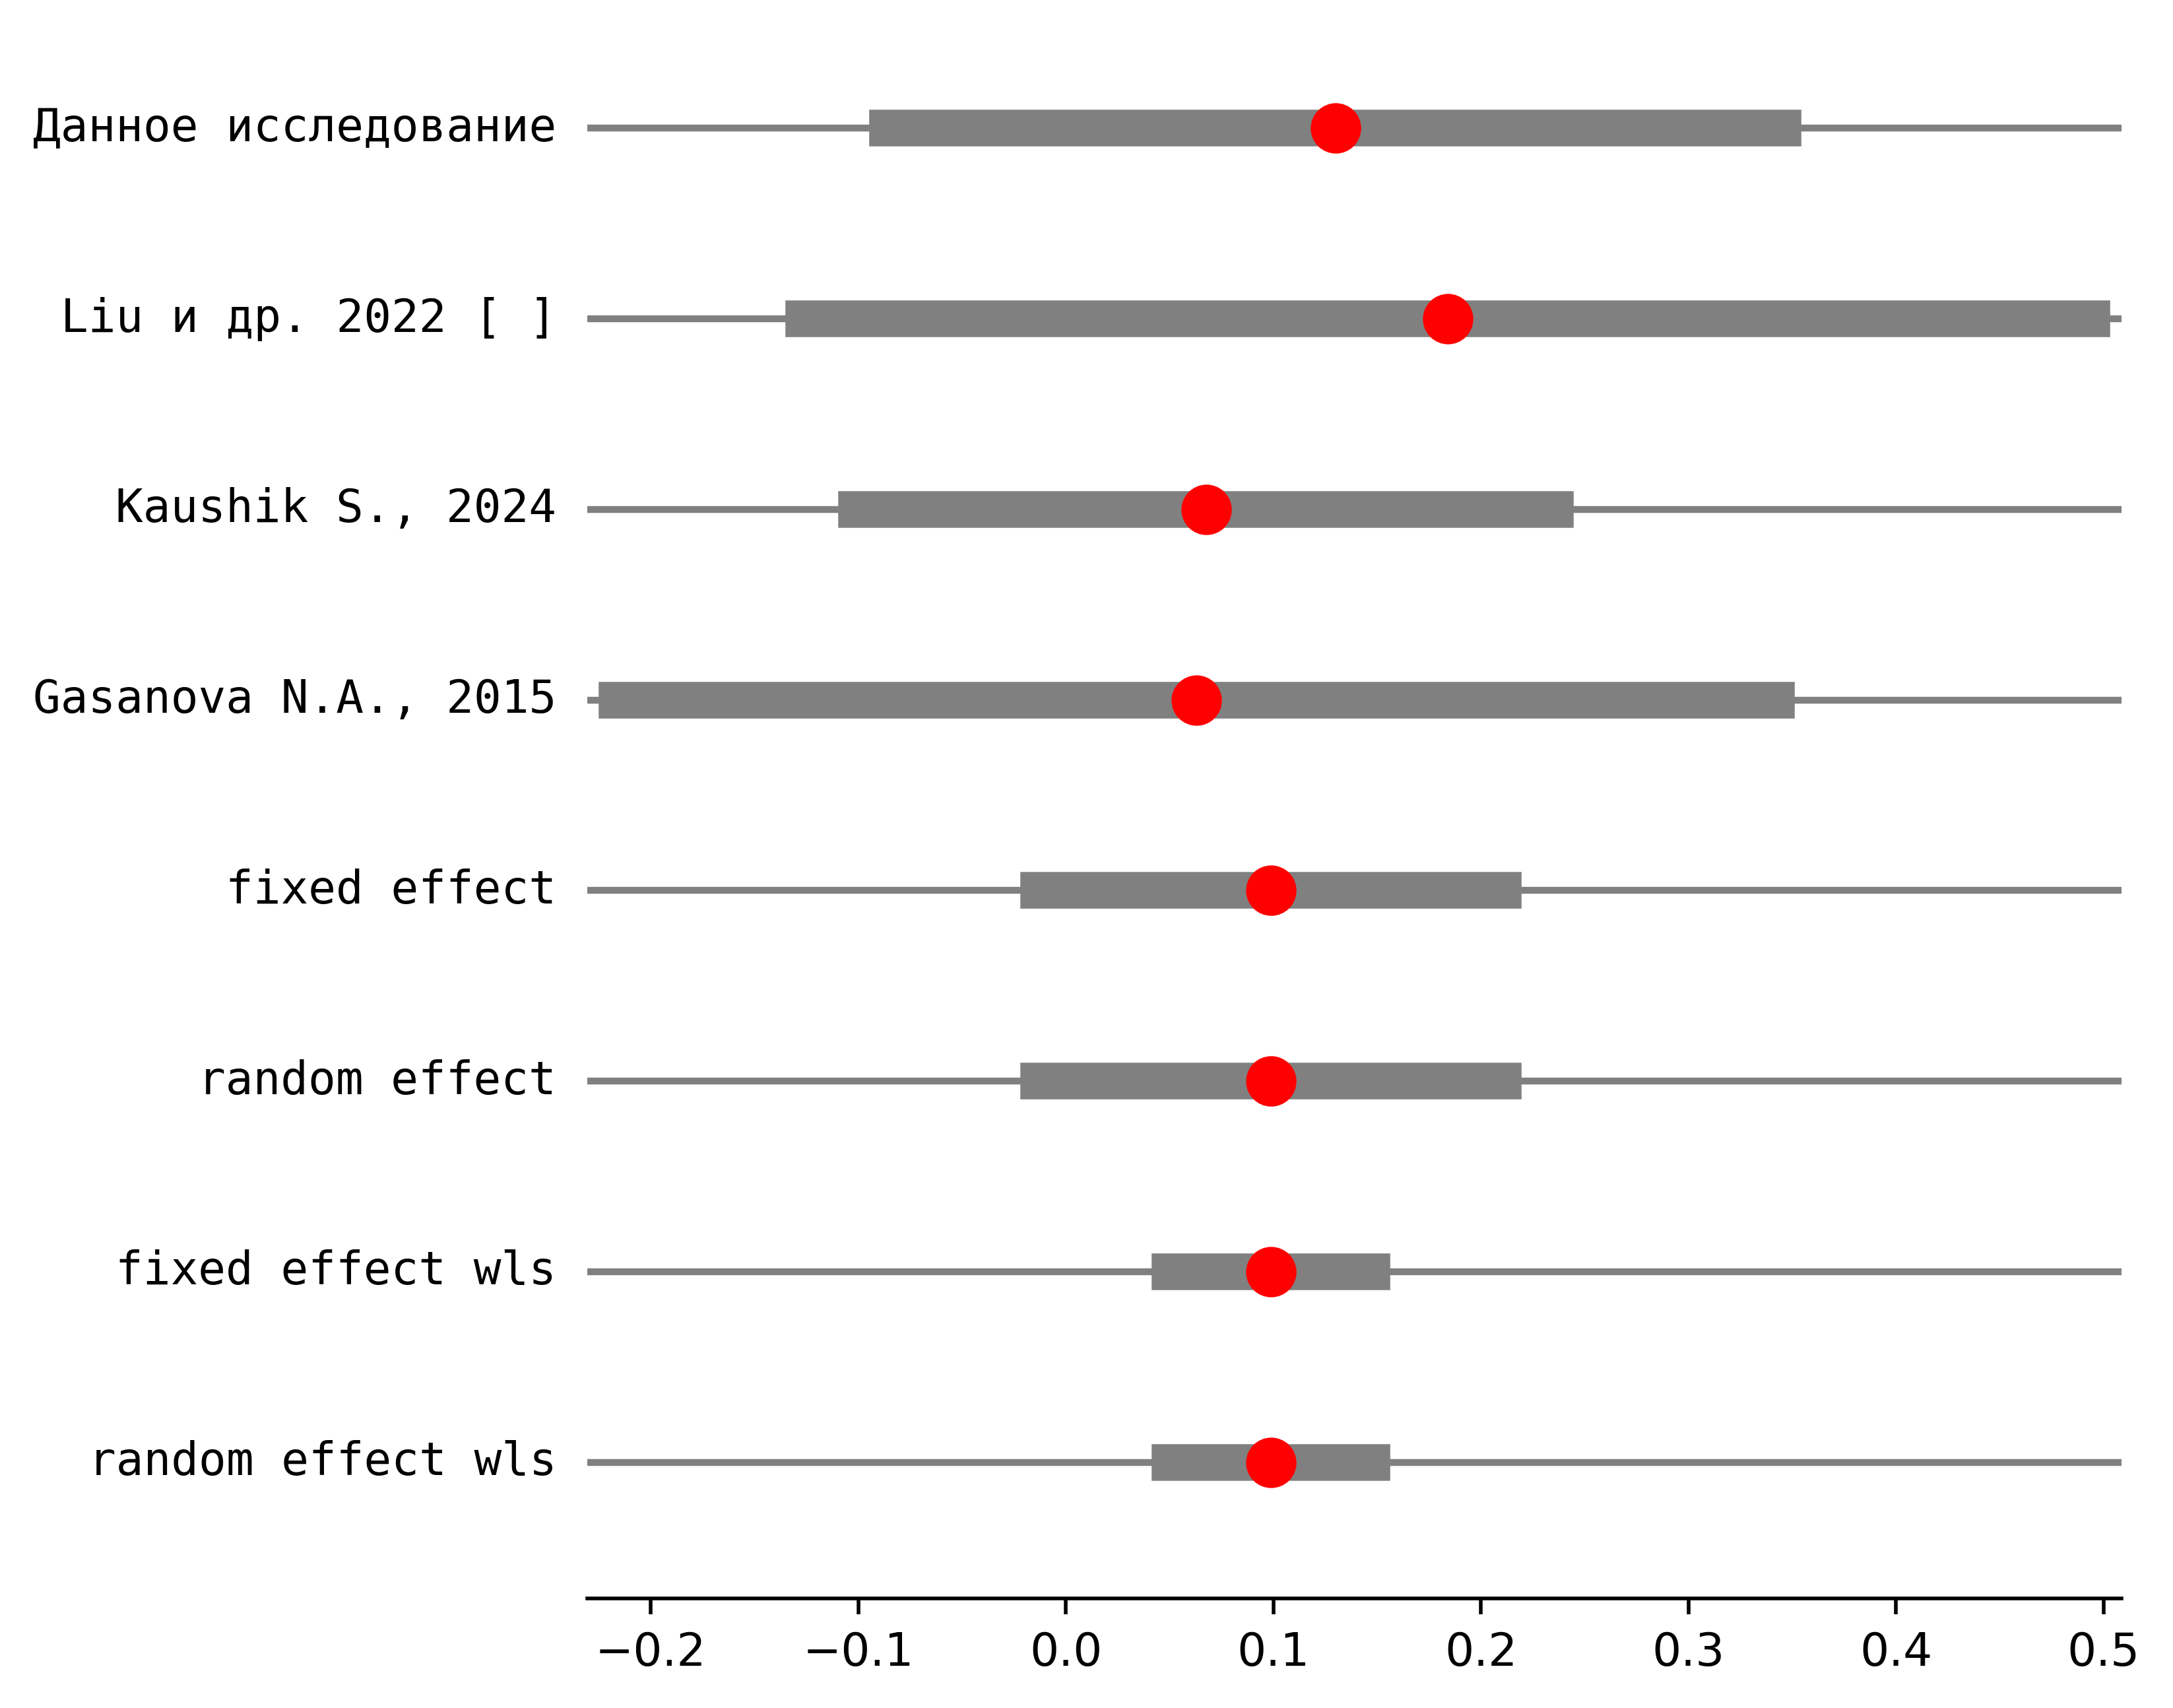 Данное исследование
Liu и др. 2022 [ ]
Kaushik S., 2024
Gasanova N.A., 2015
fixed effect
random effect
fixed effect wls
random effect wls
−0.2 −0.1 0.0 0.1 0.2 0.3 0.4 0.5